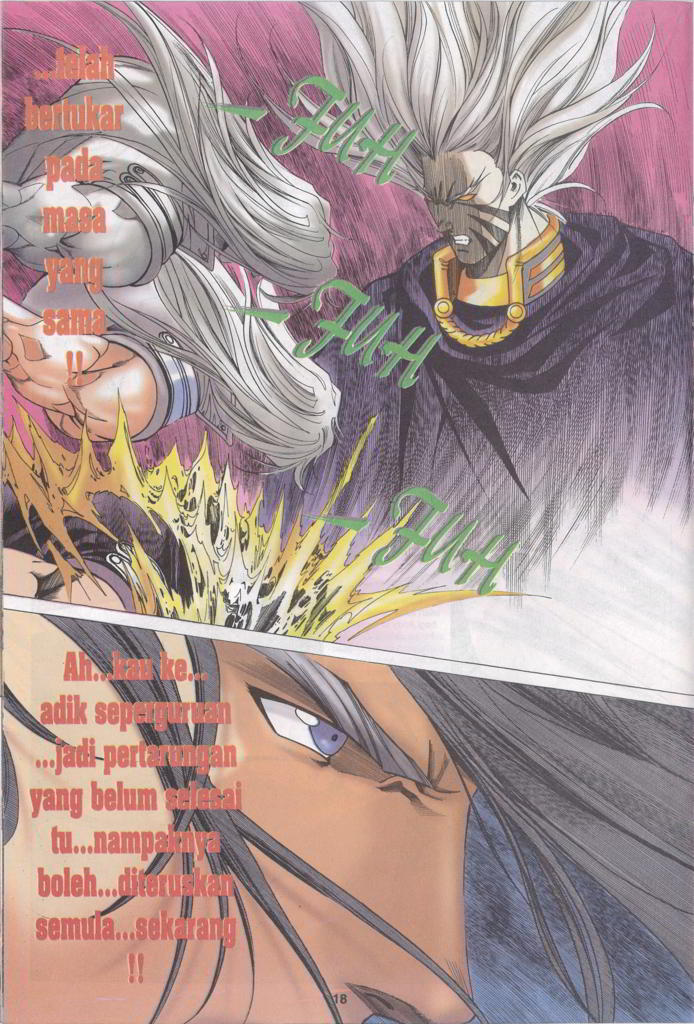 ...telah
bertukar
pada
masa
yang
sama
!!
- FUH
- FUH
- FUH
Ah...kau ke...
adik seperguruan
...jadi pertarungan
yang belum selesai
tu...nampaknya
boleh...diteruskan
semula...sekarang
!!
18